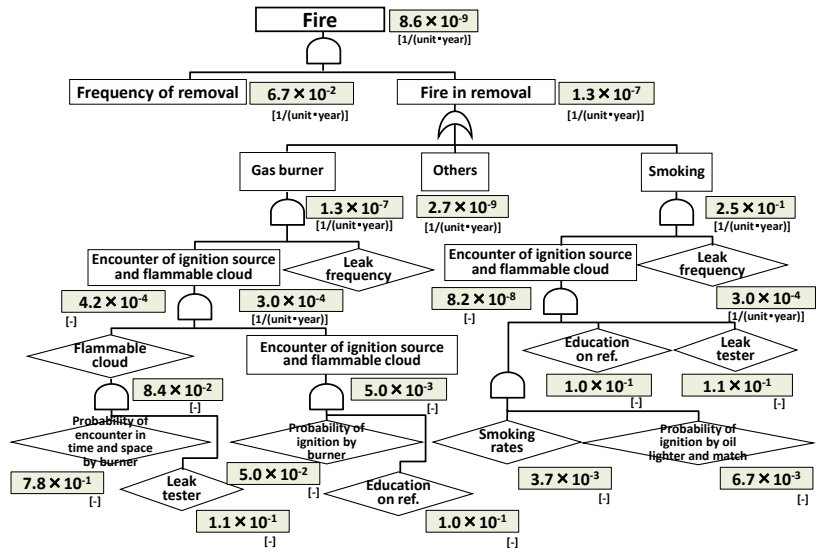 Fire
8.6 × 10-9
[1/(unit･year)]
Frequency of removal
6.7 × 10-2
[1/(unit･year)]
Fire in removal
1.3 × 10-7
[1/(unit･year)]
Gas burner
Others
Smoking
1.3 × 10-7
[1/(unit･year)]
2.7 × 10-9
[1/(unit･year)]
2.5 × 10-1
[1/(unit･year)]
Encounter of ignition source
and flammable cloud
Leak
frequency
Encounter of ignition source
and flammable cloud
Leak
frequency
4.2 × 10-4
[-]
3.0 × 10-4
[1/(unit･year)]
8.2 × 10-8
[-]
3.0 × 10-4
[1/(unit･year)]
Flammable
cloud
Encounter of ignition source
and flammable cloud
Education
on ref.
Leak
tester
8.4 × 10-2
[-]
5.0 × 10-3
[-]
1.0 × 10-1
[-]
1.1 × 10-1
[-]
Probability of
encounter in
time and space
by burner
Probability of
ignition by
burner
Smoking
rates
Probability of
ignition by oil
lighter and match
7.8 × 10-1
[-]
Leak
tester
5.0 × 10-2
[-]
Education
on ref.
3.7 × 10-3
[-]
6.7 × 10-3
[-]
1.1 × 10-1
[-]
1.0 × 10-1
[-]